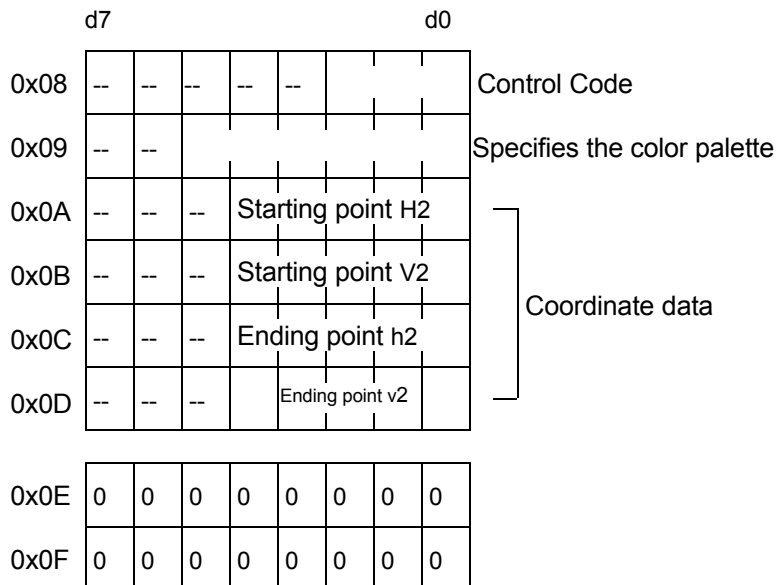 d7 d0
0x08 -- -- -- -- -- Control Code
0x09 -- -- Specifies the color palette
0x0A -- -- -- Starting point H2
0x0B -- -- -- Starting point V2
Coordinate data
0x0C -- -- -- Ending point h2
0x0D -- -- -- Ending point v2
0x0E 0 0 0 0 0 0 0 0
0x0F 0 0 0 0 0 0 0 0